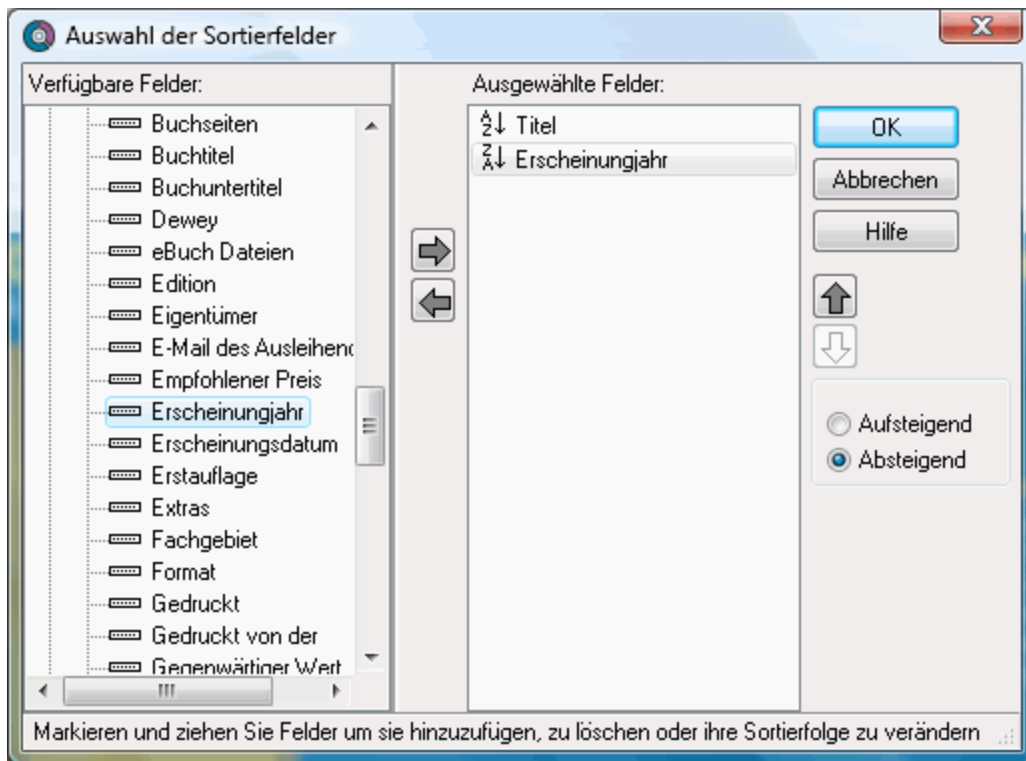 Auswahl der Sortierfelder
Verfügbare Felder:
Buchseiten
Buchtitel
Buchuntertitel
Dewey
eBuch Dateien
Edition
Eigentümer
E-Mail des Ausleihen
Empfohlener Preis
Erscheinungjahr
Erscheinungsdatum
Erstauflage
Extras
Fachgebiet
Format
Gedruckt
Gedruckt von der
Gegenwärtiger Wert
Ausgewählte Felder:
Titel
Erscheinungjahr
OK
Abbrechen
Hilfe
Aufsteigend
Absteigend
Markieren und ziehen Sie Felder um sie hinzuzufügen, zu löschen oder ihre Sortierfolge zu verändern